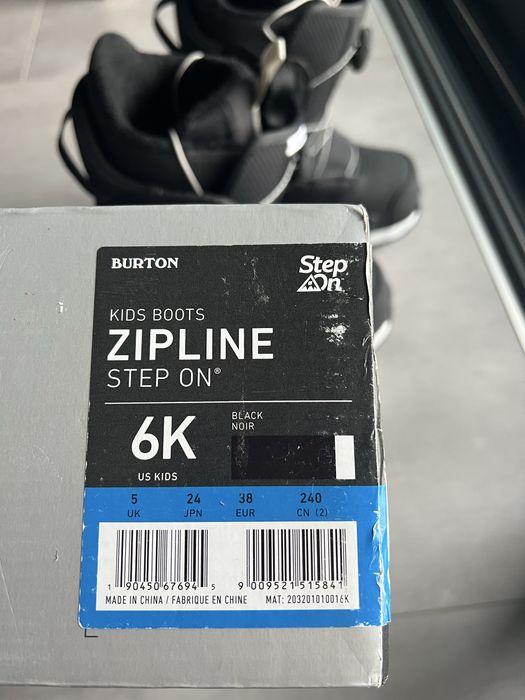 BURTON
Step On
KIDS BOOTS
ZIPLINE
STEP ON®
6K
US KIDS
BLACK
NOIR
5 24 38 240
UK JPN EUR CN (2)
1 90450 67694 5 9 009521 515841
MADE IN CHINA / FABRIQUE EN CHINE MAT: 203201010016K